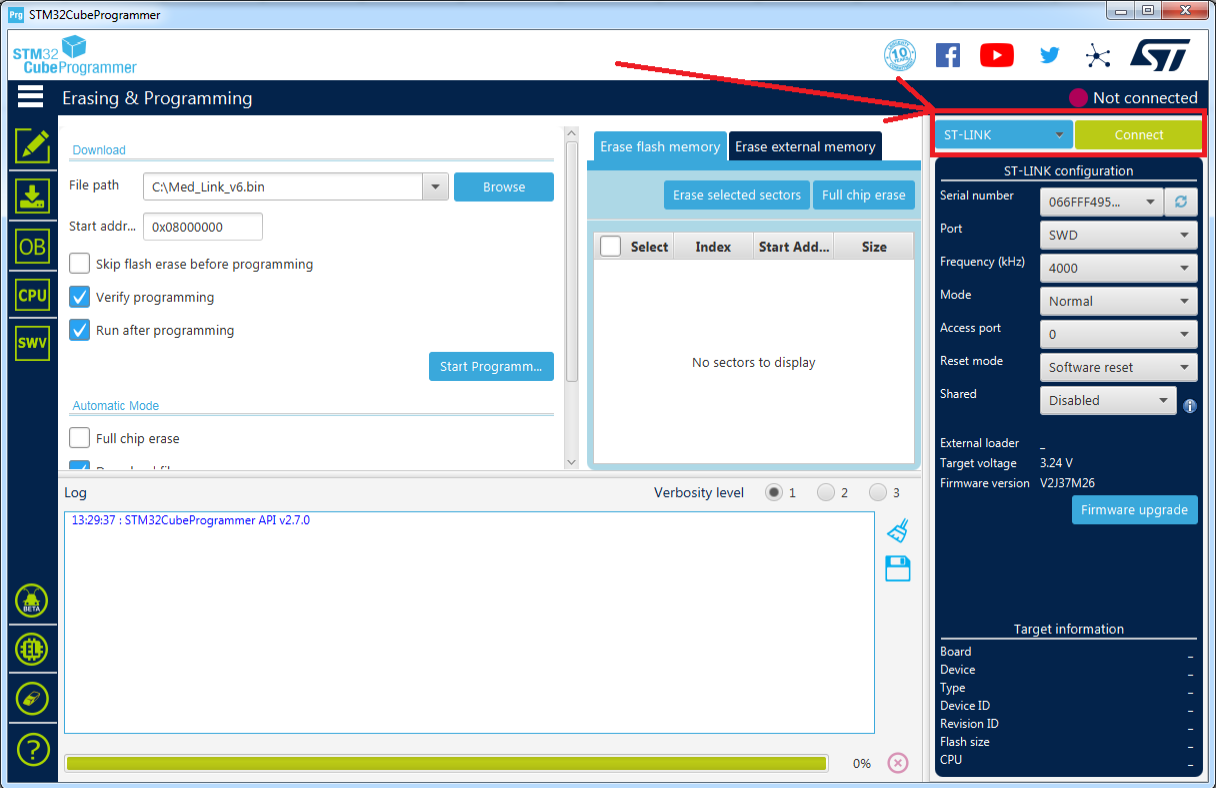 Prg STM32CubeProgrammer
STM32
CubeProgrammer
10
YEARS
ST
Erasing & Programming
Not connected
ST-LINK
Connect
Download
File path
C:\Med_Link_v6.bin
Browse
Start addr...
0x08000000
Skip flash erase before programming
Verify programming
Run after programming
Start Programm...
Automatic Mode
Full chip erase
OB
CPU
SWV
Erase flash memory
Erase external memory
Erase selected sectors
Full chip erase
Select Index Start Add... Size
No sectors to display
ST-LINK configuration
Serial number 066FFF495...
Port SWD
Frequency (kHz) 4000
Mode Normal
Access port 0
Reset mode Software reset
Shared Disabled
External loader _
Target voltage 3.24 V
Firmware version V2J37M26
Firmware upgrade
Log
Verbosity level 1 2 3
13:29:37 : STM32CubeProgrammer API v2.7.0
BETA
EL
?
0%
Target information
Board _
Device _
Type _
Device ID _
Revision ID _
Flash size _
CPU _